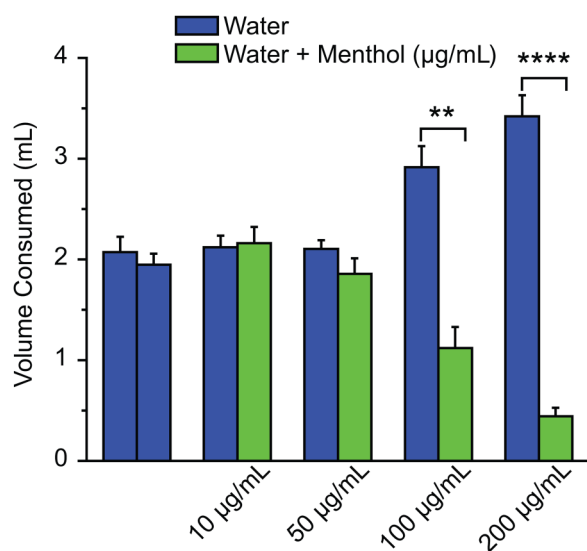 Water
Water + Menthol (µg/mL)
****
**
4
3
2
1
0
Volume Consumed (mL)
10 µg/mL
50 µg/mL
100 µg/mL
200 µg/mL